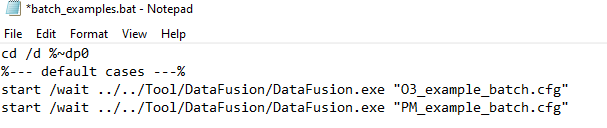 *batch_examples.bat - Notepad
File Edit Format View Help
cd /d %~dp0
%--- default cases ---%
start /wait ../../Tool/DataFusion/DataFusion.exe "O3_example_batch.cfg"
start /wait ../../Tool/DataFusion/DataFusion.exe "PM_example_batch.cfg"